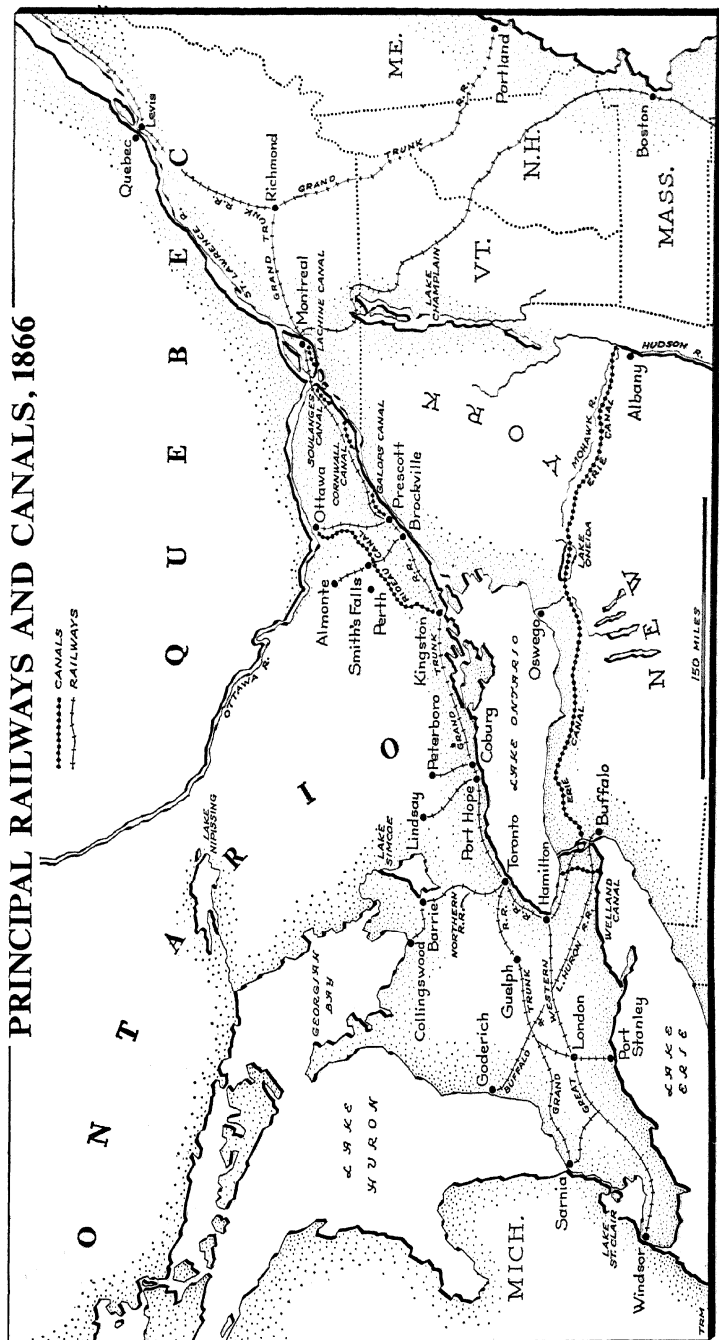 PRINCIPAL RAILWAYS AND CANALS, 1866
CANALS
RAILWAYS
ONTARIO
QUEBEC
ME.
N.H.
VT.
MASS.
NEW YORK
MICH.
Quebec
Levis
ST. LAWRENCE R.
GRAND TRUNK R.R.
Richmond
GRAND TRUNK R.R.
Portland
Boston
Montreal
LACHINE CANAL
LAKE
CHAMPLAIN
SOULANGES
CANAL
CORNWALL
CANAL
GALOPS CANAL
Ottawa
OTTAWA R.
Prescott
Brockville
Almonte
Smith's Falls
Perth
RIDEAU CANAL
Kingston
GRAND TRUNK R.R.
HUDSON R.
Albany
MOHAWK R.
ERIE CANAL
LAKE
ONEIDA
Oswego
LAKE ONTARIO
ERIE CANAL
150 MILES
Peterboro
Coburg
Lindsay
Port Hope
Toronto
LAKE
NIPISSING
LAKE
SIMCOE
Barrie
NORTHERN
R.R.
Collingswood
GEORGIAN
BAY
Hamilton
Buffalo
WELLAND
CANAL
Guelph
GRAND TRUNK R.R.
GREAT WESTERN R.R.
BUFFALO & L. HURON R.R.
Goderich
London
Port
Stanley
LAKE
ERIE
LAKE
HURON
Sarnia
LAKE
ST. CLAIR
Windsor
TRM